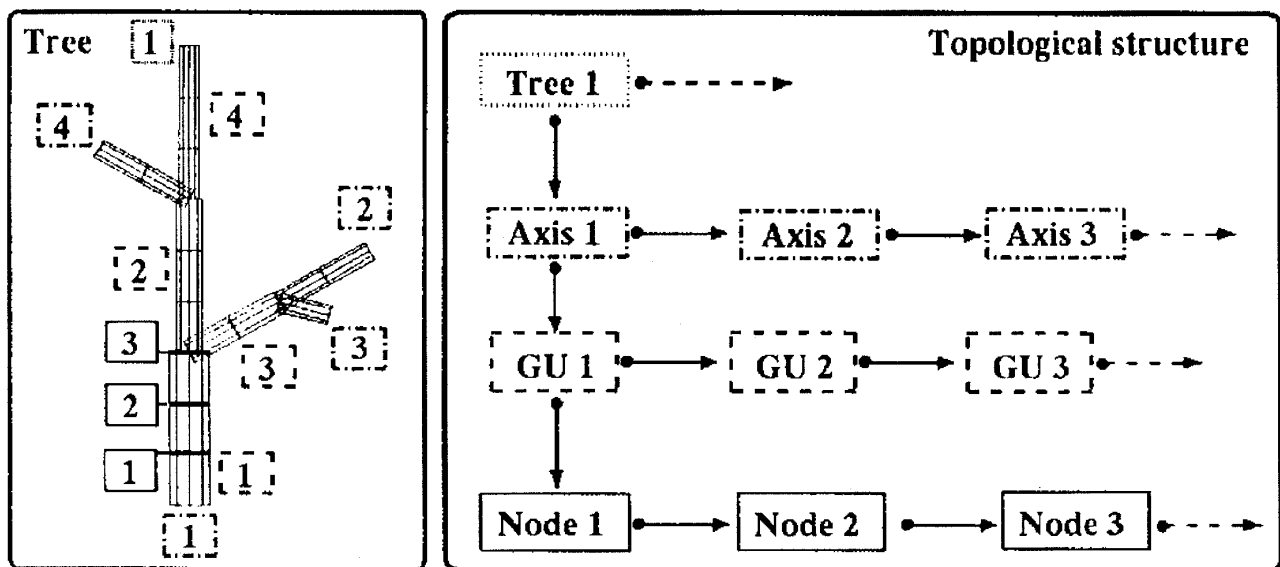 Tree
1
4
4
2
2
3
3
3
2
1
1
1
Topological structure
Tree 1
Axis 1
Axis 2
Axis 3
GU 1
GU 2
GU 3
Node 1
Node 2
Node 3